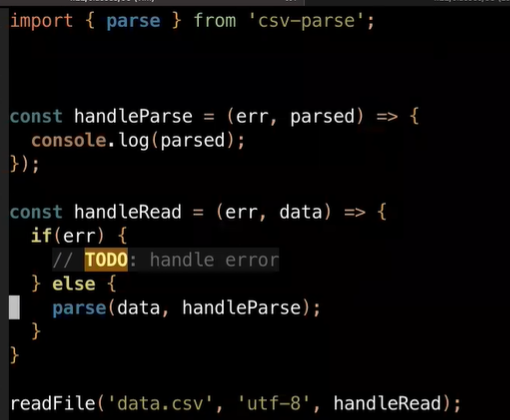 import { parse } from 'csv-parse';
const handleParse = (err, parsed) => {
  console.log(parsed);
});
const handleRead = (err, data) => {
  if(err) {
    // TODO: handle error
  } else {
    parse(data, handleParse);
  }
}
readFile('data.csv', 'utf-8', handleRead);